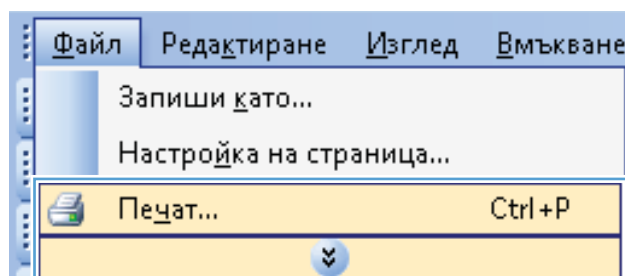 Файл Редактиране Изглед Вмъкване
Запиши като...
Настройка на страница...
Печат... Ctrl+P